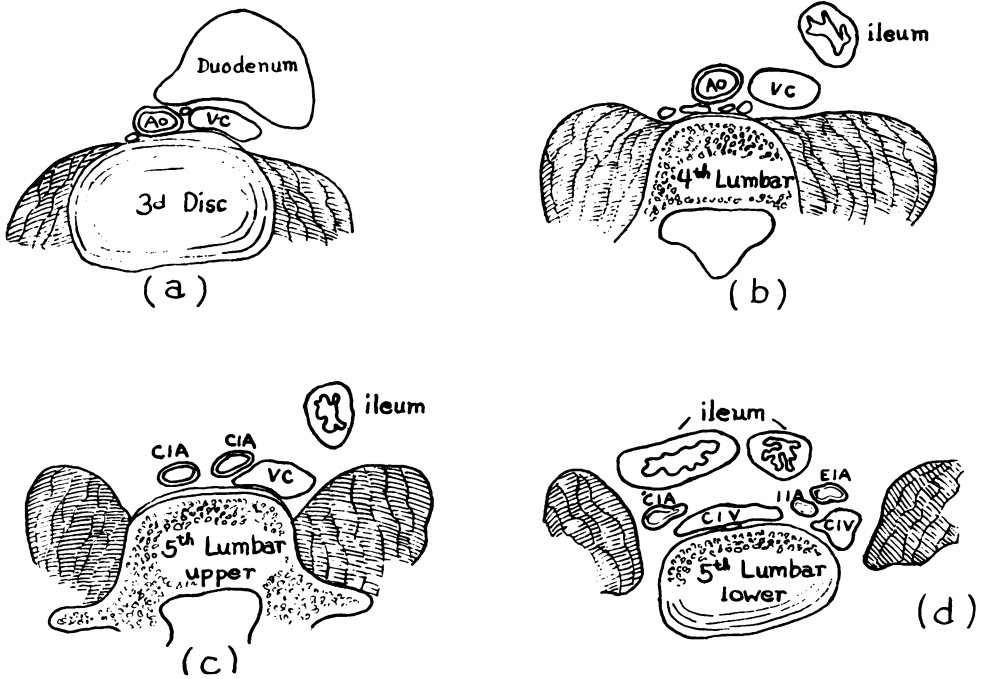 Duodenum
AO
VC
3d Disc
(a)
ileum
AO
VC
4th Lumbar
(b)
ileum
CIA
CIA
VC
5th Lumbar
upper
(c)
ileum
EIA
CIA
IIA
CIV
CIV
5th Lumbar
lower
(d)